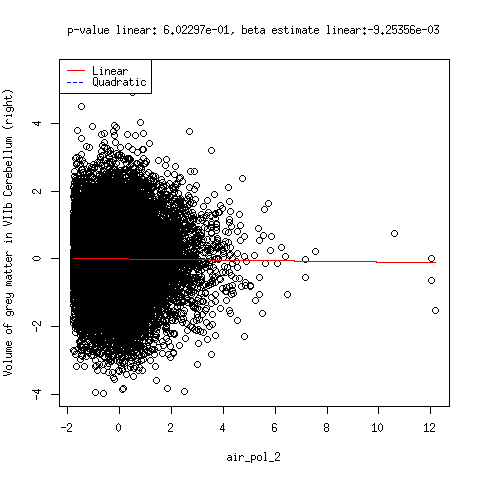 p-value linear: 6.02297e-01, beta estimate linear:-9.25356e-03
Linear
Quadratic
Volume of grey matter in VIIb Cerebellum (right)
4
2
0
-2
-4
-2 0 2 4 6 8 10 12
air_pol_2